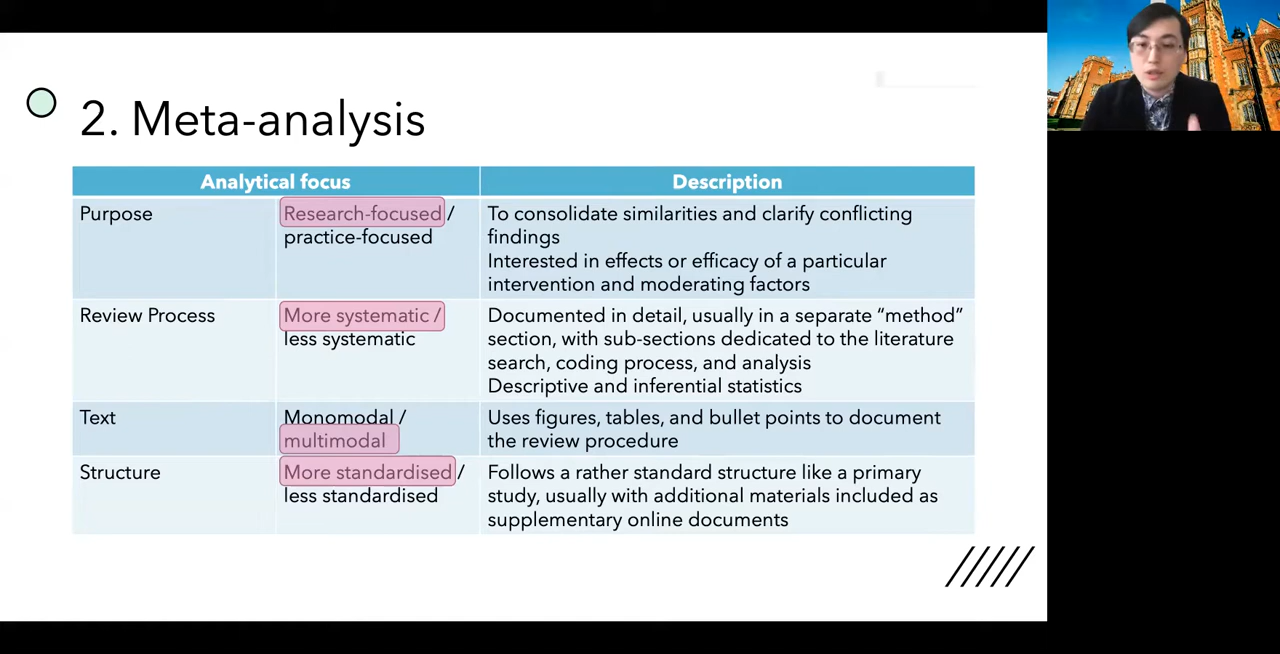 2. Meta-analysis
Analytical focus
Description
Purpose
Research-focused /
practice-focused
To consolidate similarities and clarify conflicting
findings
Interested in effects or efficacy of a particular
intervention and moderating factors
Review Process
More systematic /
less systematic
Documented in detail, usually in a separate “method”
section, with sub-sections dedicated to the literature
search, coding process, and analysis
Descriptive and inferential statistics
Text
Monomodal /
multimodal
Uses figures, tables, and bullet points to document
the review procedure
Structure
More standardised /
less standardised
Follows a rather standard structure like a primary
study, usually with additional materials included as
supplementary online documents